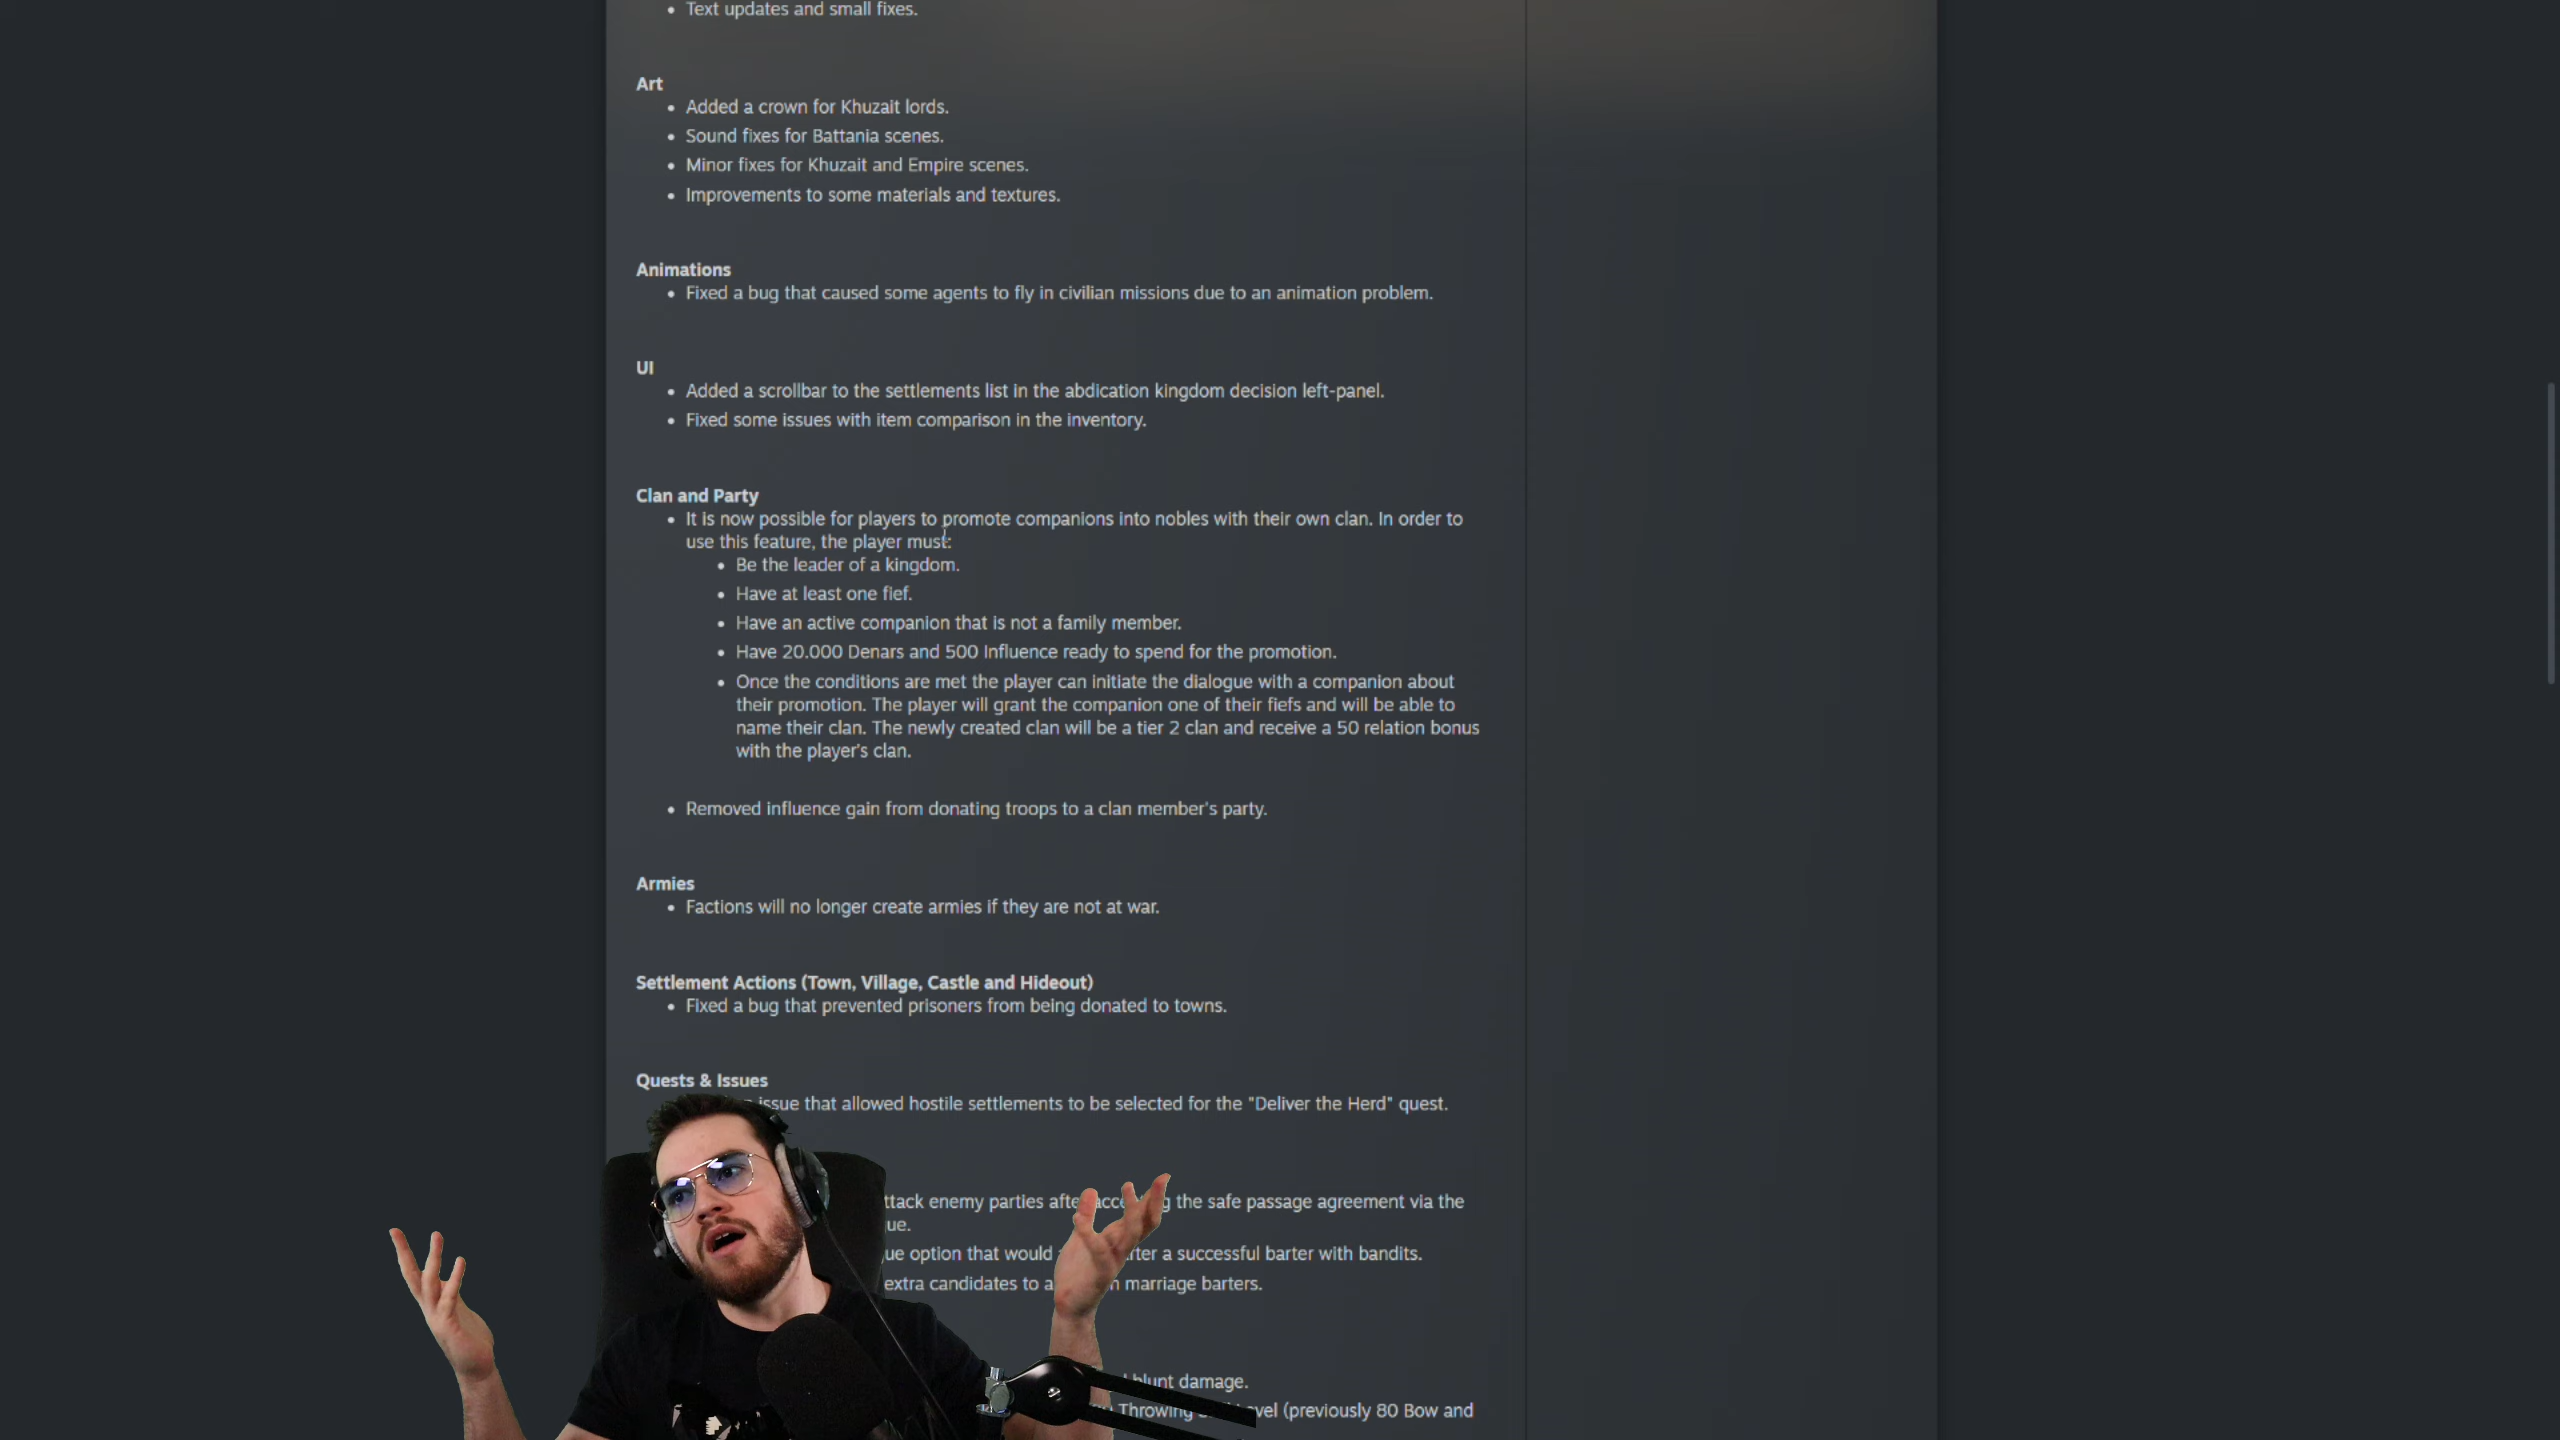 Text updates and small fixes.
Art
Added a crown for Khuzait lords.
Sound fixes for Battania scenes.
Minor fixes for Khuzait and Empire scenes.
Improvements to some materials and textures.
Animations
Fixed a bug that caused some agents to fly in civilian missions due to an animation problem.
UI
Added a scrollbar to the settlements list in the abdication kingdom decision left-panel.
Fixed some issues with item comparison in the inventory.
Clan and Party
It is now possible for players to promote companions into nobles with their own clan. In order to
use this feature, the player must:
Be the leader of a kingdom.
Have at least one fief.
Have an active companion that is not a family member.
Have 20.000 Denars and 500 Influence ready to spend for the promotion.
Once the conditions are met the player can initiate the dialogue with a companion about
their promotion. The player will grant the companion one of their fiefs and will be able to
name their clan. The newly created clan will be a tier 2 clan and receive a 50 relation bonus
with the player's clan.
Removed influence gain from donating troops to a clan member's party.
Armies
Factions will no longer create armies if they are not at war.
Settlement Actions (Town, Village, Castle and Hideout)
Fixed a bug that prevented prisoners from being donated to towns.
Quests & Issues
issue that allowed hostile settlements to be selected for the "Deliver the Herd" quest.
enemy parties the safe passage agreement via the
option that would a successful barter with bandits.
extra candidates to marriage barters.
blunt damage.
Throwing (previously 80 Bow and